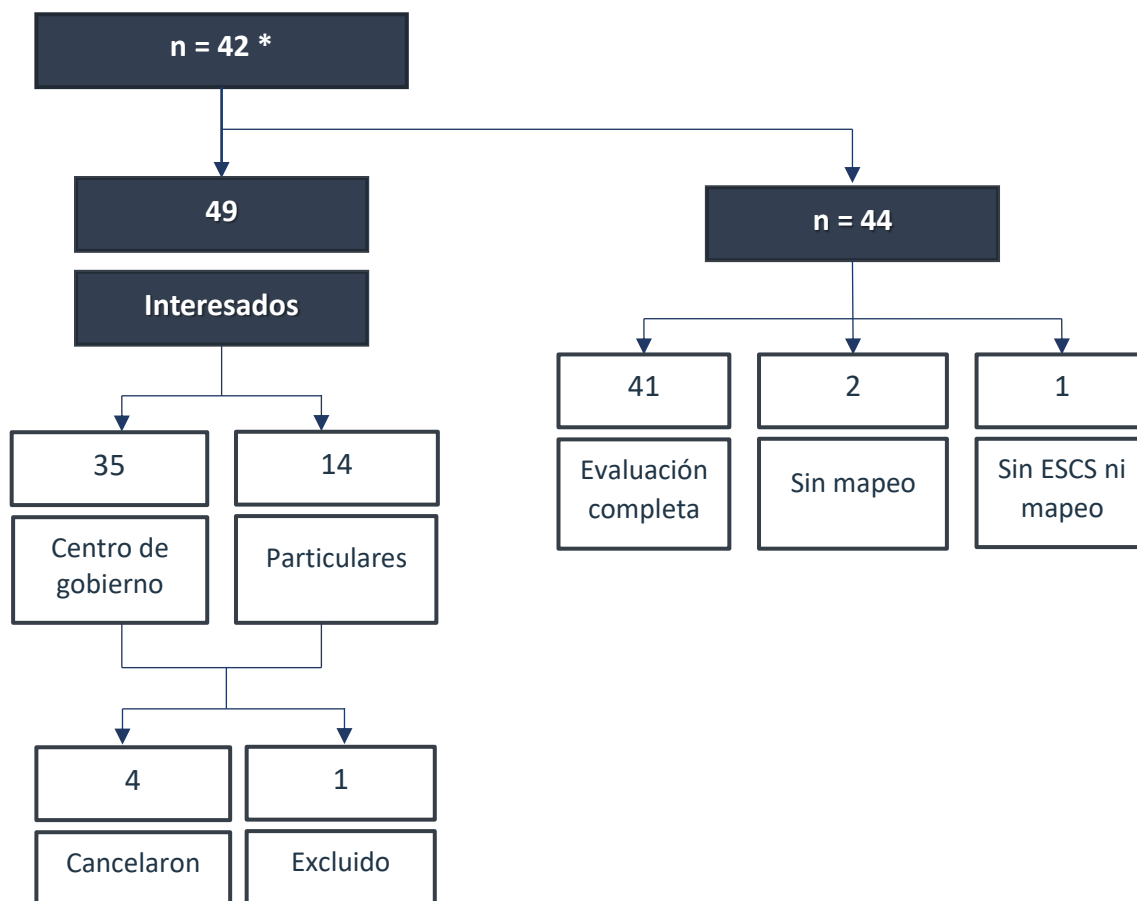 n = 42 *
49
n = 44
Interesados
41
2
1
Evaluación
completa
Sin mapeo
Sin ESCS ni
mapeo
35
14
Centro de
gobierno
Particulares
4
1
Cancelaron
Excluido